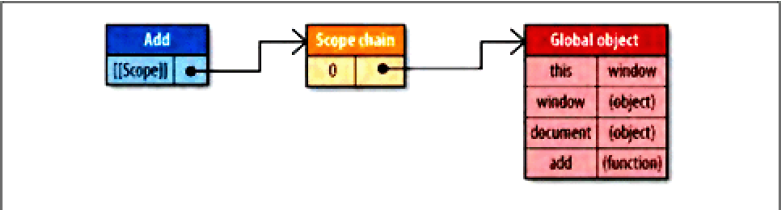 Add
[[Scope]]
Scope chain
0
Global object
this window
window (object)
document (object)
add (function)